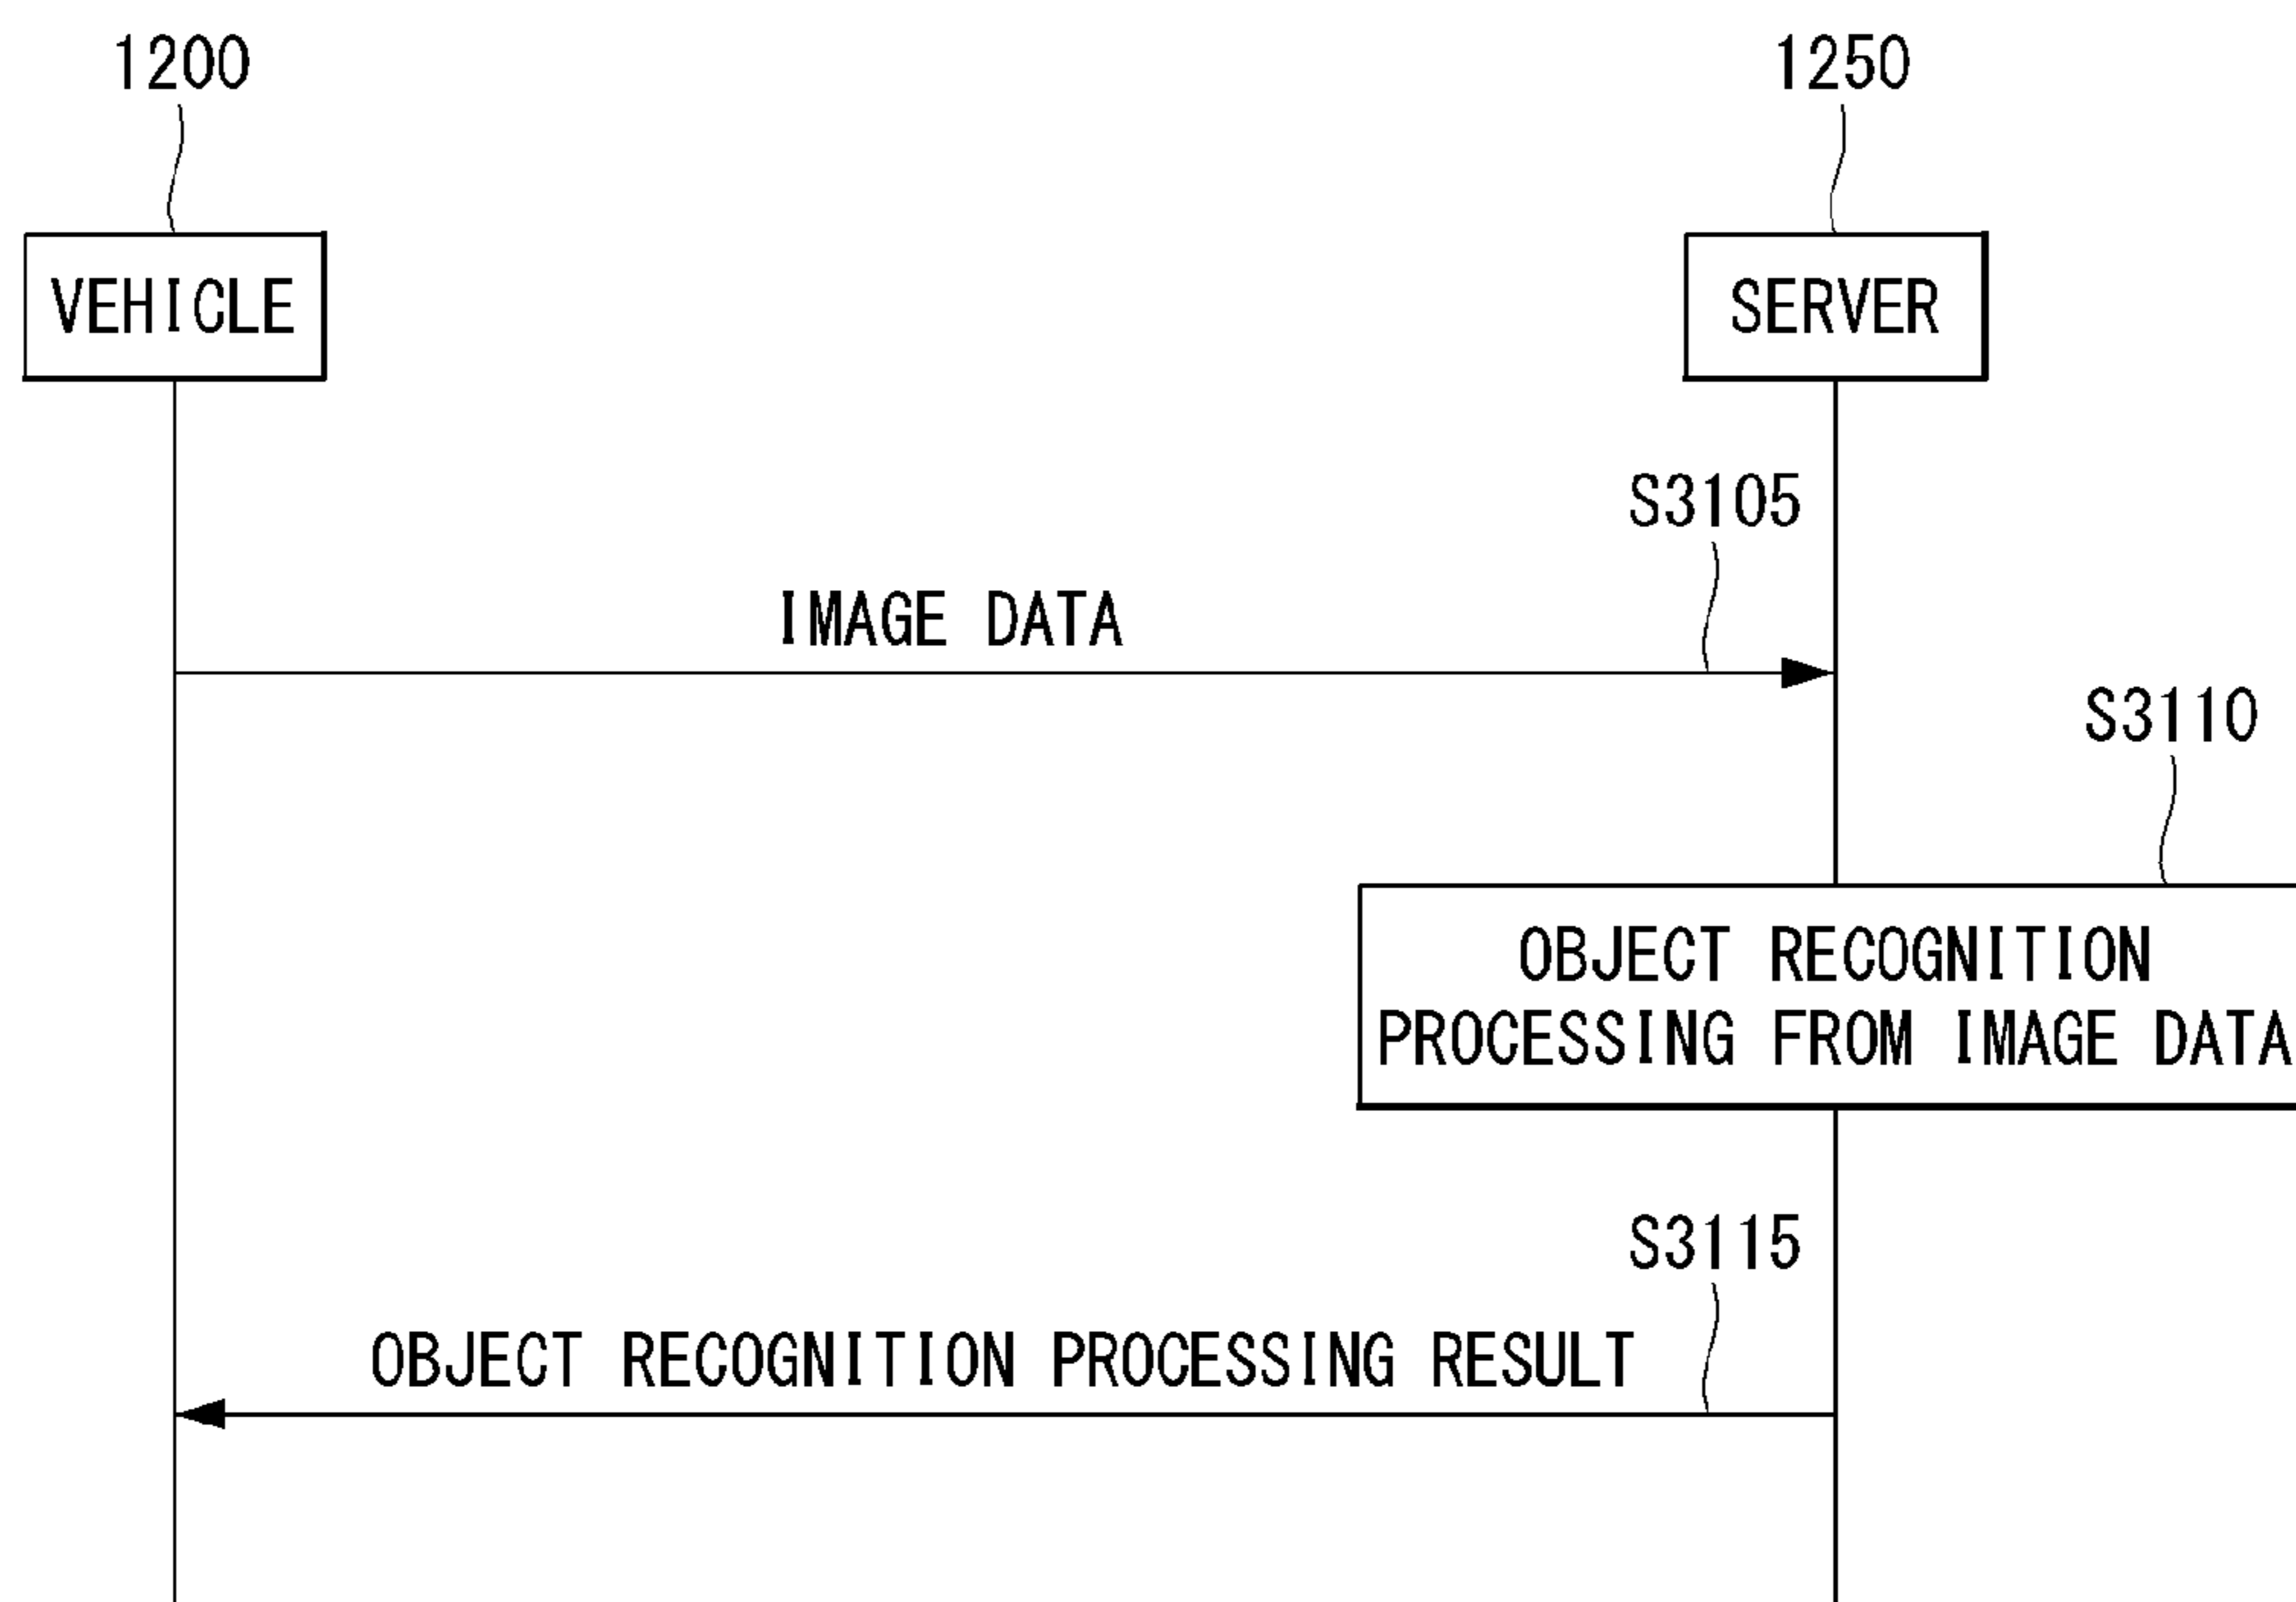 1200
1250
VEHICLE
SERVER
S3105
IMAGE DATA
S3110
OBJECT RECOGNITION
PROCESSING FROM IMAGE DATA
S3115
OBJECT RECOGNITION PROCESSING RESULT